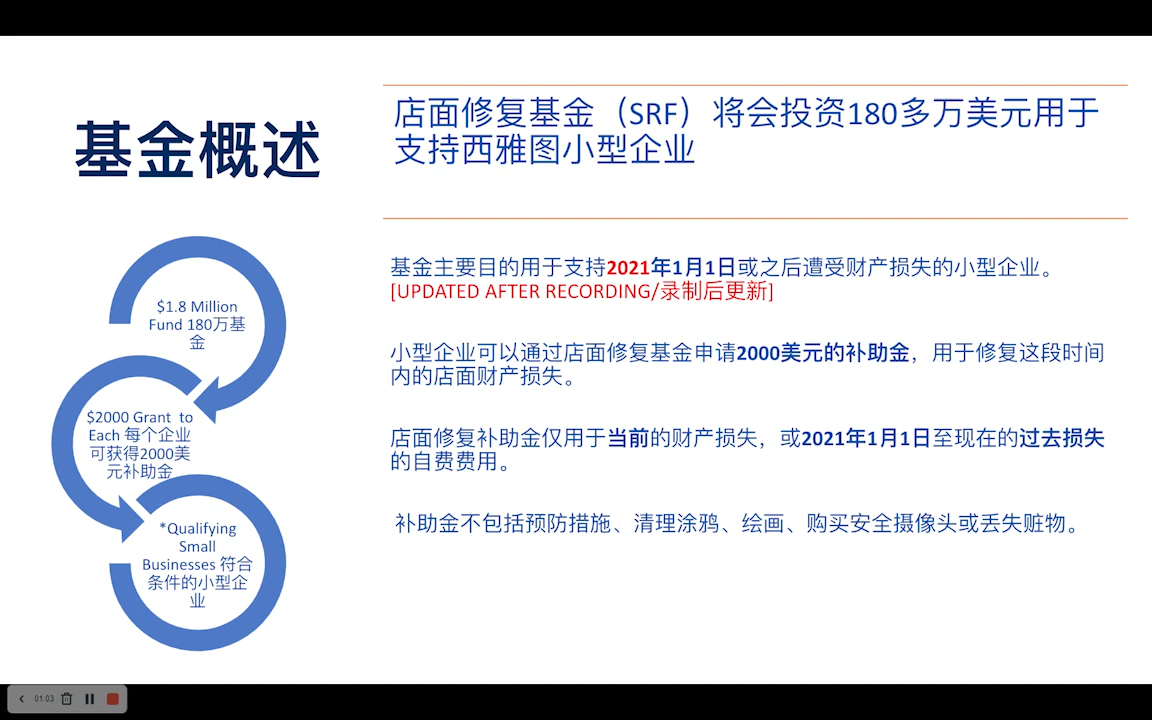 基金概述
店面修复基金（SRF）将会投资180多万美元用于
支持西雅图小型企业
$1.8 Million
Fund 180万基
金
$2000 Grant to
Each 每个企业
可获得2000美
元补助金
*Qualifying
Small
Businesses 符合
条件的小型企
业
基金主要目的用于支持2021年1月1日或之后遭受财产损失的小型企业。
[UPDATED AFTER RECORDING/录制后更新]
小型企业可以通过店面修复基金申请2000美元的补助金，用于修复这段时间
内的店面财产损失。
店面修复补助金仅用于当前的财产损失，或2021年1月1日至现在的过去损失
的自费费用。
补助金不包括预防措施、清理涂鸦、绘画、购买安全摄像头或丢失赃物。
01:03